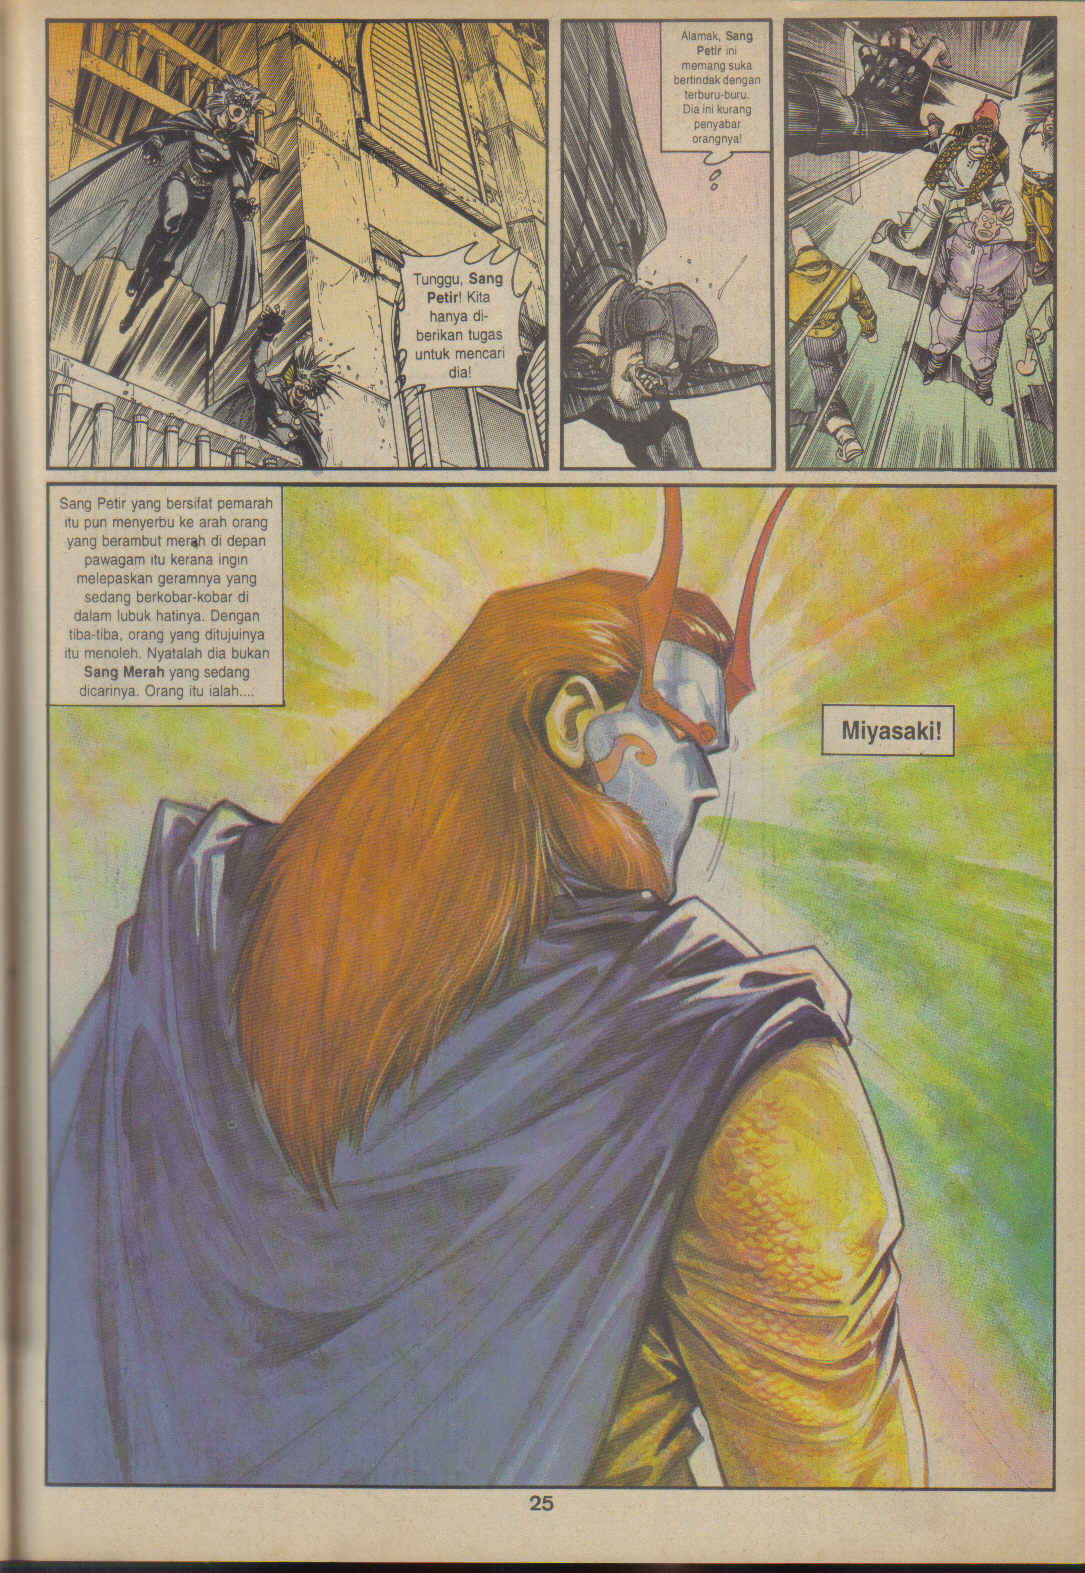 Tunggu, Sang
Petir! Kita
hanya di-
berikan tugas
untuk mencari
dia!
Alamak, Sang
Petir ini
memang suka
bertindak dengan
terburu-buru.
Dia ini kurang
penyabar
orangnya!
Sang Petir yang bersifat pemarah
itu pun menyerbu ke arah orang
yang berambut merah di depan
pawagam itu kerana ingin
melepaskan geramnya yang
sedang berkobar-kobar di
dalam lubuk hatinya. Dengan
tiba-tiba, orang yang ditujuinya
itu menoleh. Nyatalah dia bukan
Sang Merah yang sedang
dicarinya. Orang itu ialah....
Miyasaki!
25